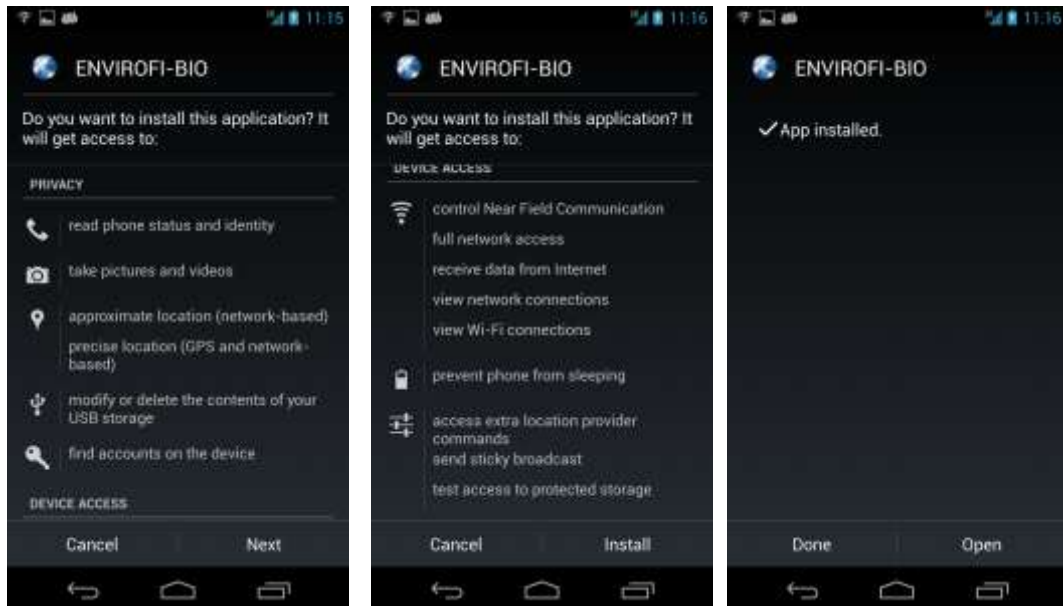 11:15
ENVIROFI-BIO
Do you want to install this application? It
will get access to:
PRIVACY
read phone status and identity
take pictures and videos
approximate location (network-based)
precise location (GPS and network-
based)
modify or delete the contents of your
USB storage
find accounts on the device
DEVICE ACCESS
Cancel Next
11:16
ENVIROFI-BIO
Do you want to install this application? It
will get access to:
DEVICE ACCESS
control Near Field Communication
full network access
receive data from Internet
view network connections
view Wi-Fi connections
prevent phone from sleeping
access extra location provider
commands
send sticky broadcast
test access to protected storage
Cancel Install
11:16
ENVIROFI-BIO
App installed.
Done Open